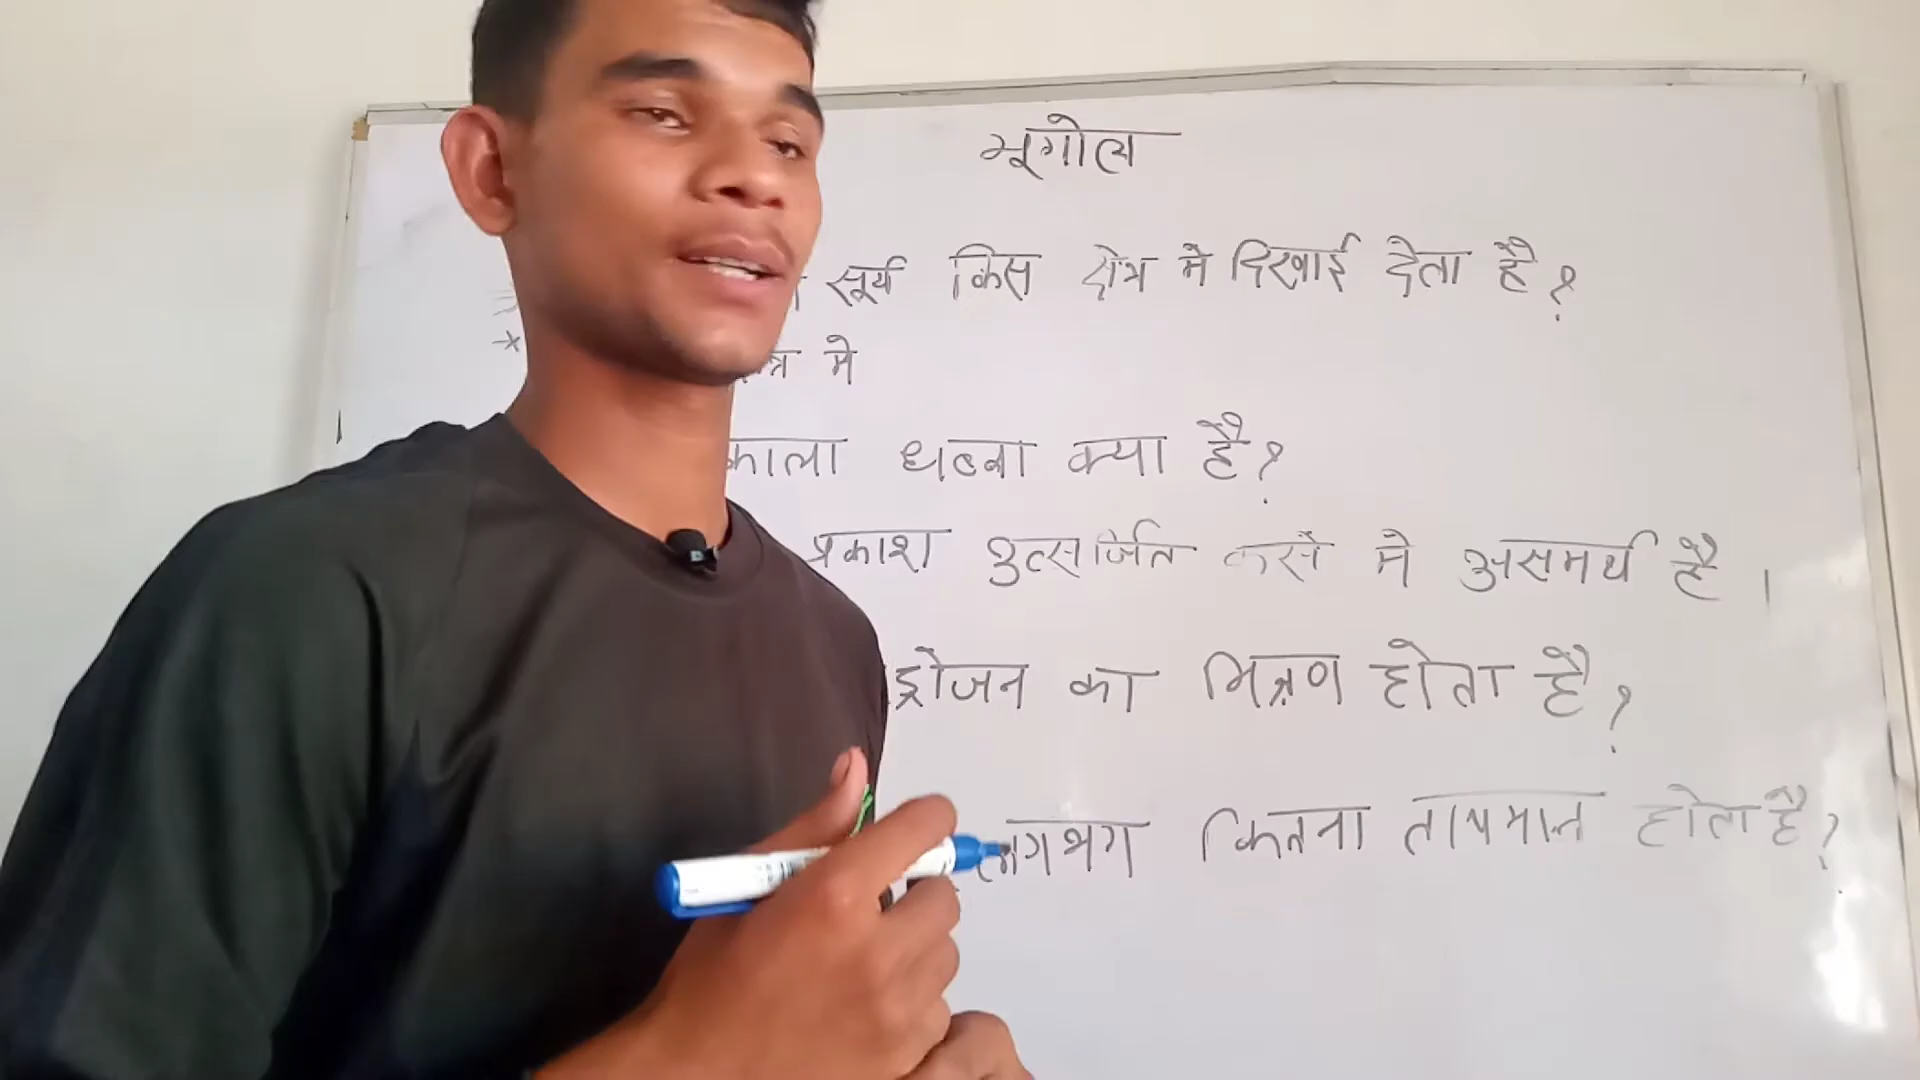 भूगोल
सूर्य किस क्षेत्र मे दिखाई देता है?
मे
काला धब्बा क्या है?
प्रकाश उत्सर्जित करने मे असमर्थ है ।
ड्रोजन का मिश्रण होता है?
लगभग कितना तापमान होता है?